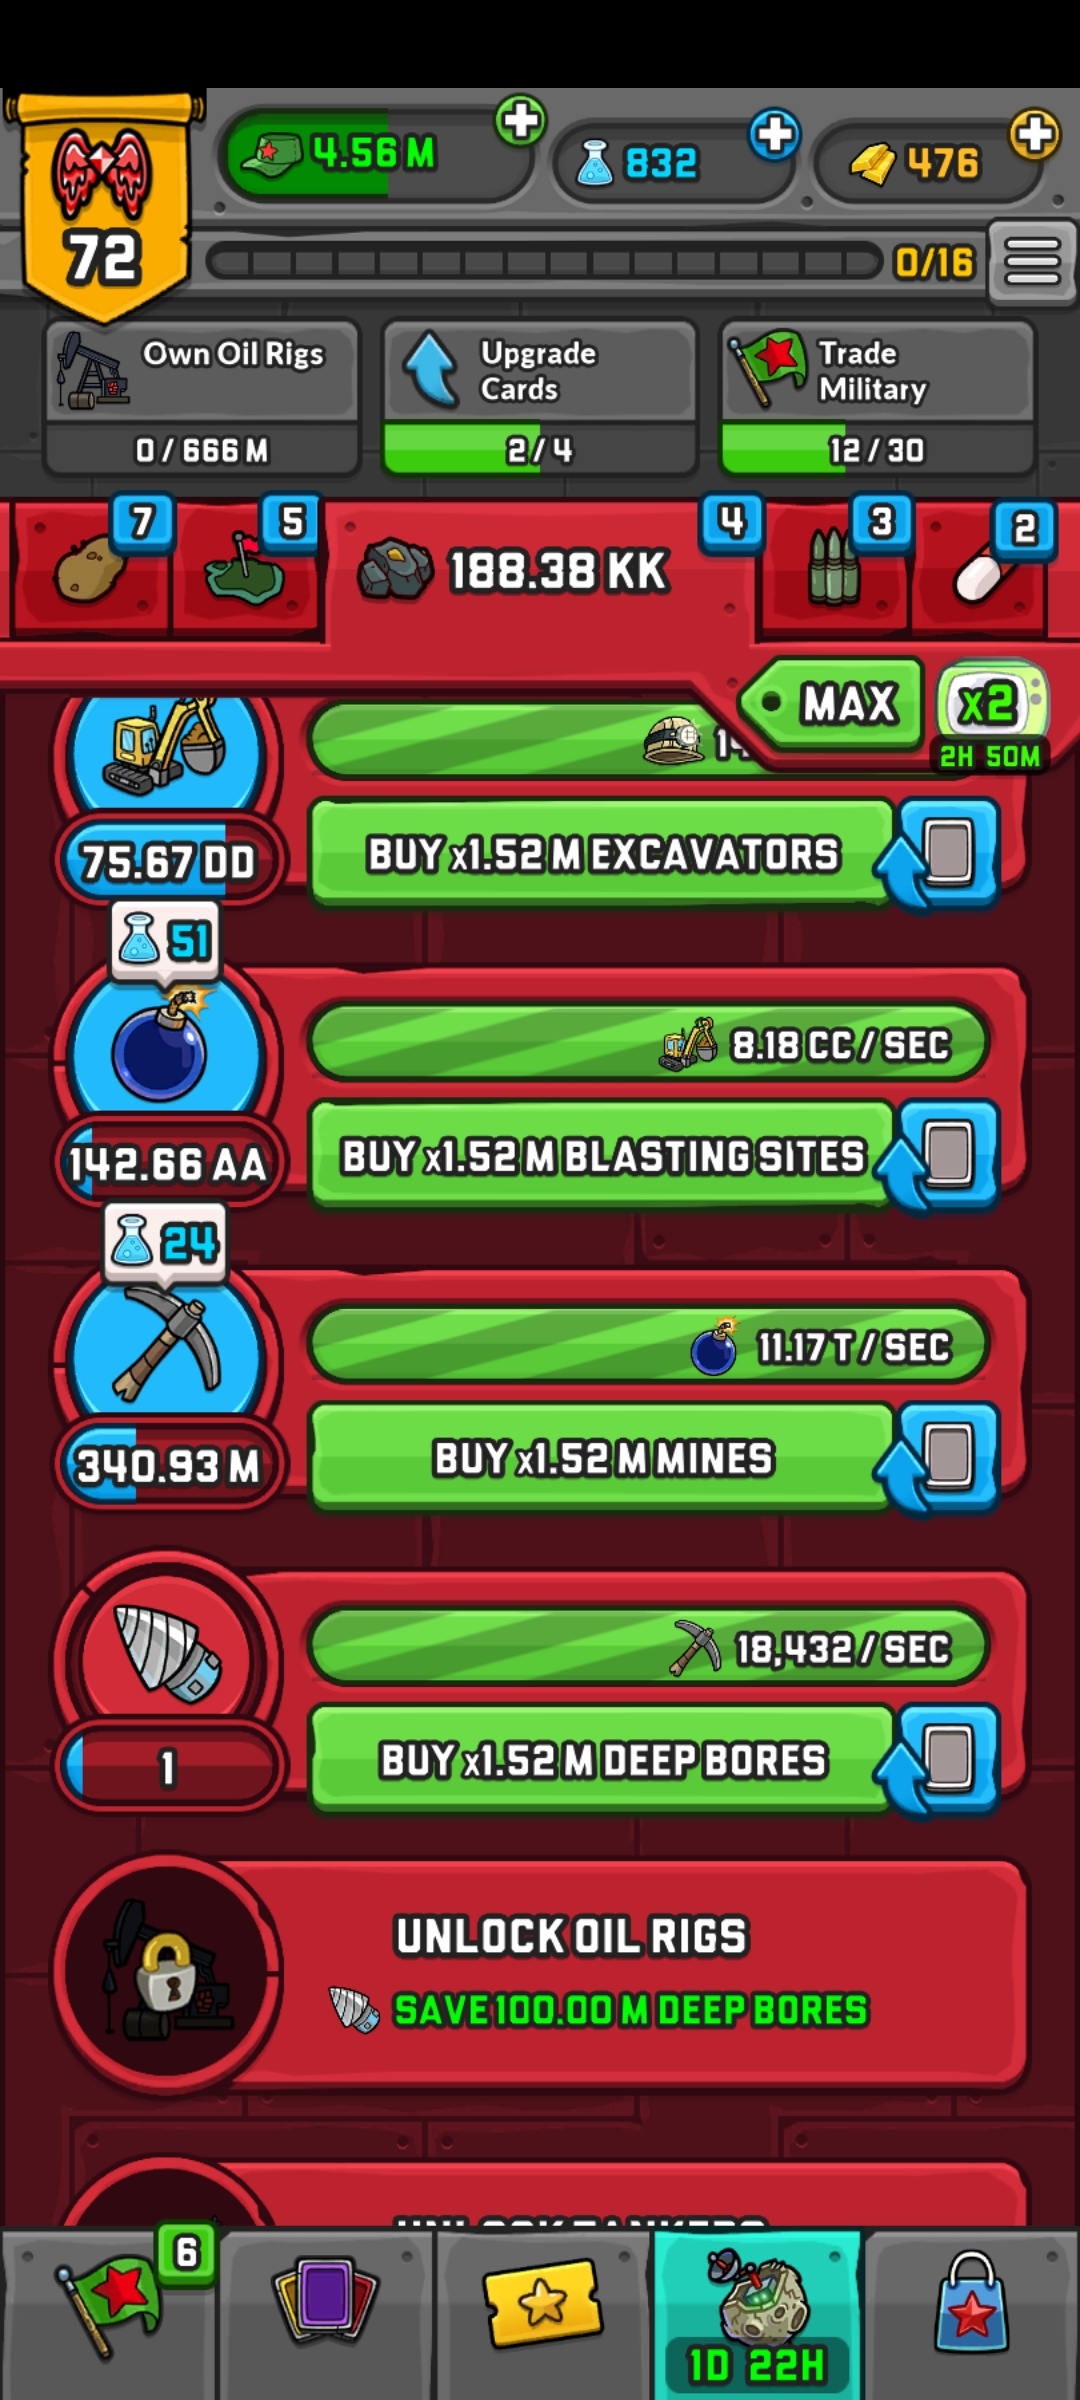 4.56 M
832
476
72
0/16
Own Oil Rigs
0 / 666 M
Upgrade
Cards
2 / 4
Trade
Military
12 / 30
7
5
188.38 KK
4
3
2
MAX
x2
2H 50M
75.67 DD
BUY x1.52 M EXCAVATORS
51
8.18 CC / SEC
142.66 AA
BUY x1.52 M BLASTING SITES
24
11.17 T / SEC
340.93 M
BUY x1.52 M MINES
18,432 / SEC
1
BUY x1.52 M DEEP BORES
UNLOCK OIL RIGS
SAVE 100.00 M DEEP BORES
6
1D 22H